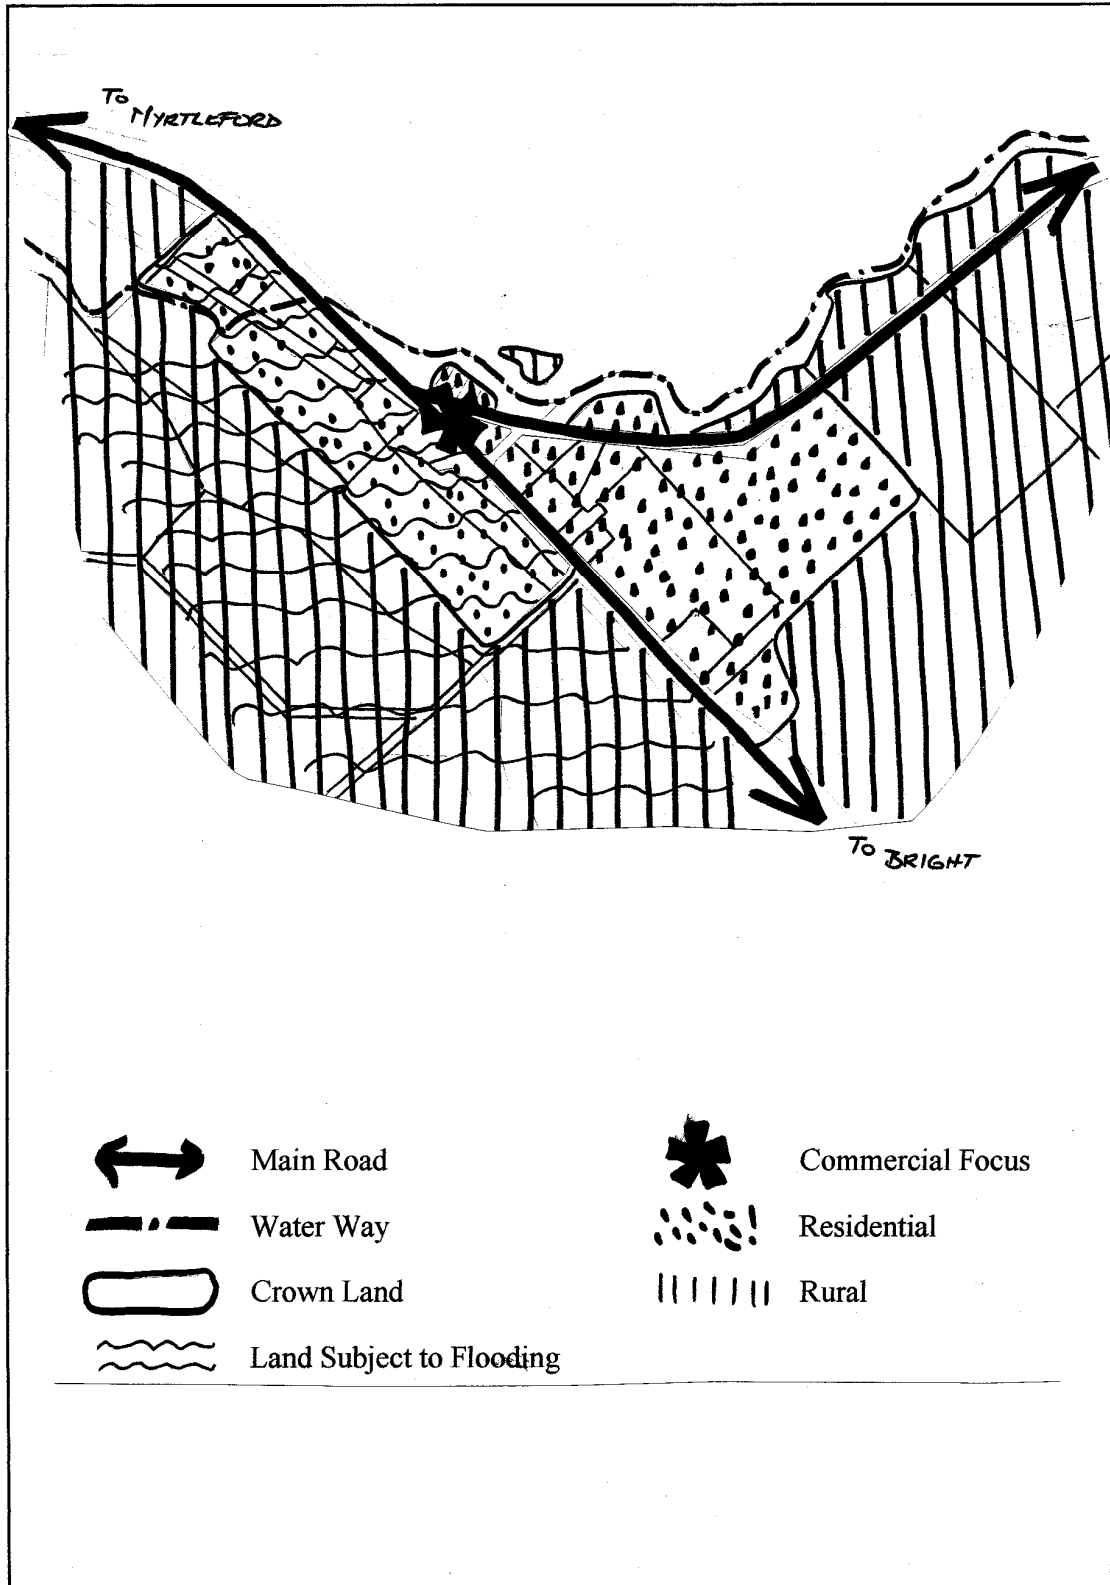 To MYRTLEFORD
To BRIGHT
Main Road
Commercial Focus
Water Way
Residential
Crown Land
Rural
Land Subject to Flooding